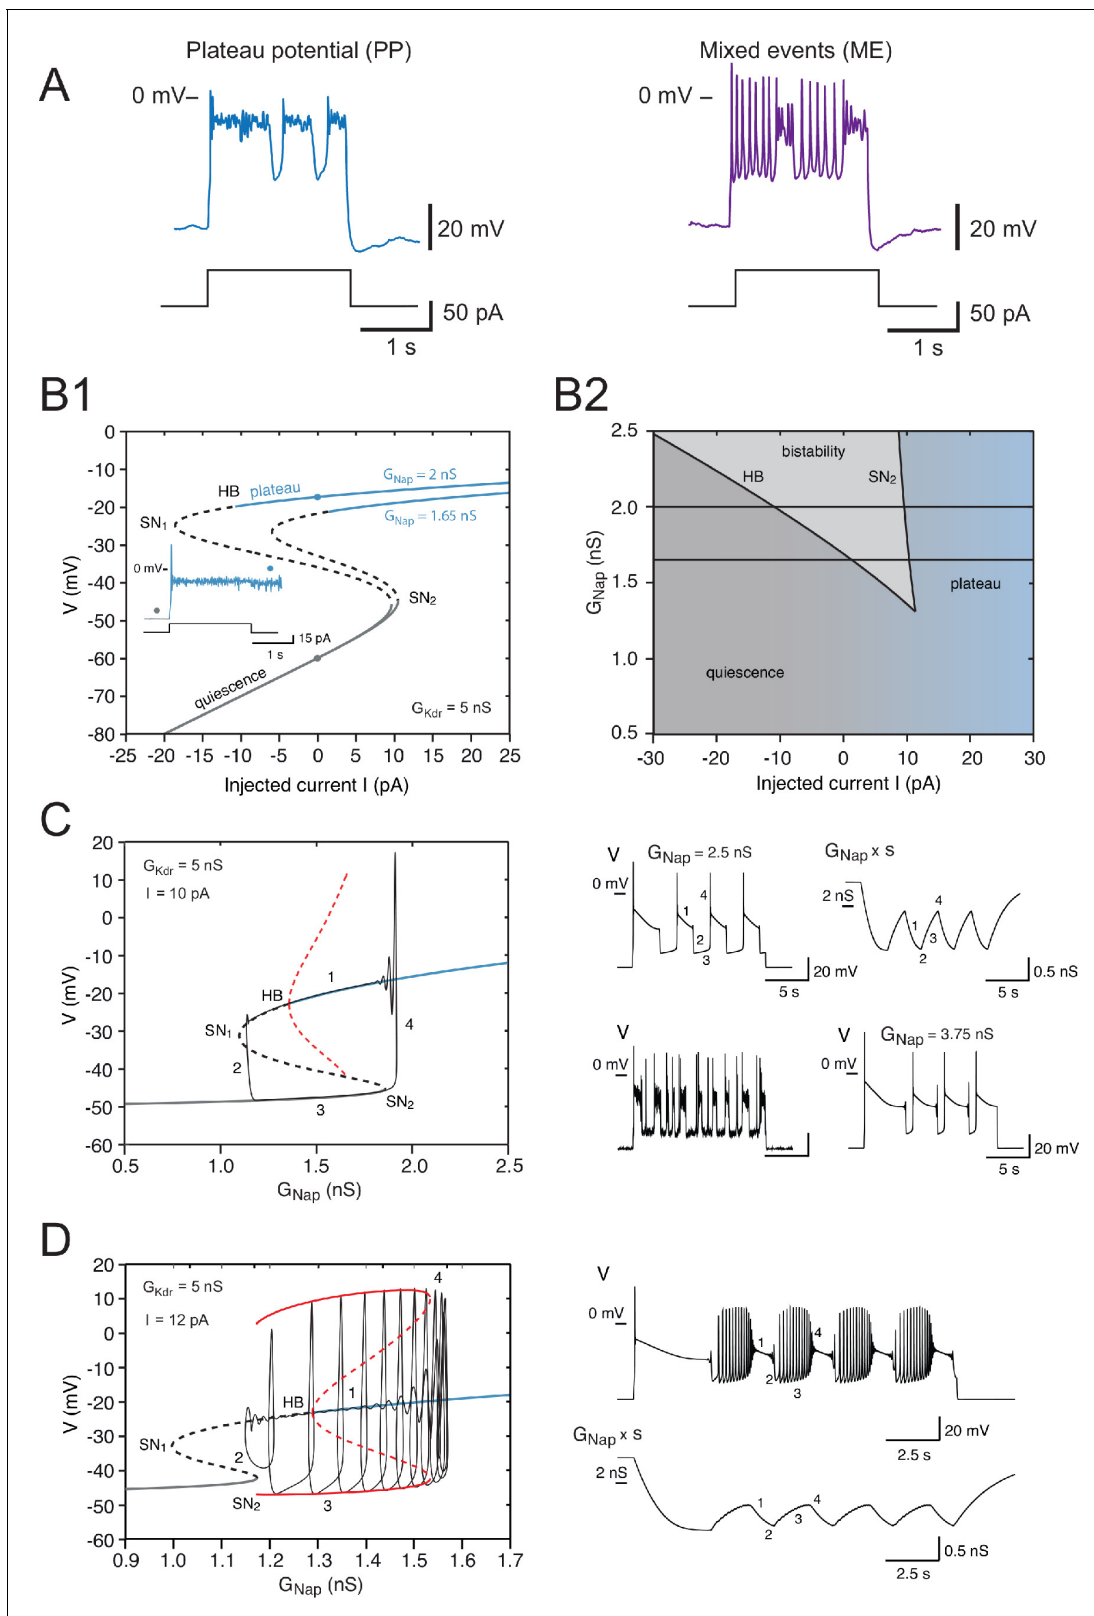 Plateau potential (PP)
Mixed events (ME)
A
0 mV
0 mV
20 mV
20 mV
50 pA
50 pA
1 s
1 s
B1
B2
0
-10
-20
-30
-40
-50
-60
-70
-80
V (mV)
HB
plateau
GNap = 2 nS
GNap = 1.65 nS
SN1
0 mV
SN2
15 pA
1 s
quiescence
GKdr = 5 nS
-25 -20 -15 -10 -5 0 5 10 15 20 25
Injected current I (pA)
2.5
2.0
1.5
1.0
0.5
GNap (nS)
bistability
HB
SN2
plateau
quiescence
-30 -20 -10 0 10 20 30
Injected current I (pA)
C
20
10
0
-10
-20
-30
-40
-50
-60
V (mV)
GKdr = 5 nS
I = 10 pA
1
HB
SN1
4
2
3
SN2
0.5 1.0 1.5 2.0 2.5
GNap (nS)
V
GNap = 2.5 nS
0 mV
4
1
2
3
20 mV
5 s
GNap x s
2 nS
4
1
3
2
0.5 nS
5 s
V
0 mV
V
GNap = 3.75 nS
0 mV
20 mV
5 s
D
20
10
0
-10
-20
-30
-40
-50
-60
V (mV)
GKdr = 5 nS
I = 12 pA
4
HB
1
SN1
2
SN2
3
0.9 1.0 1.1 1.2 1.3 1.4 1.5 1.6 1.7
GNap (nS)
V
0 mV
1
4
2
3
20 mV
2.5 s
GNap x s
2 nS
1
4
2
3
0.5 nS
2.5 s